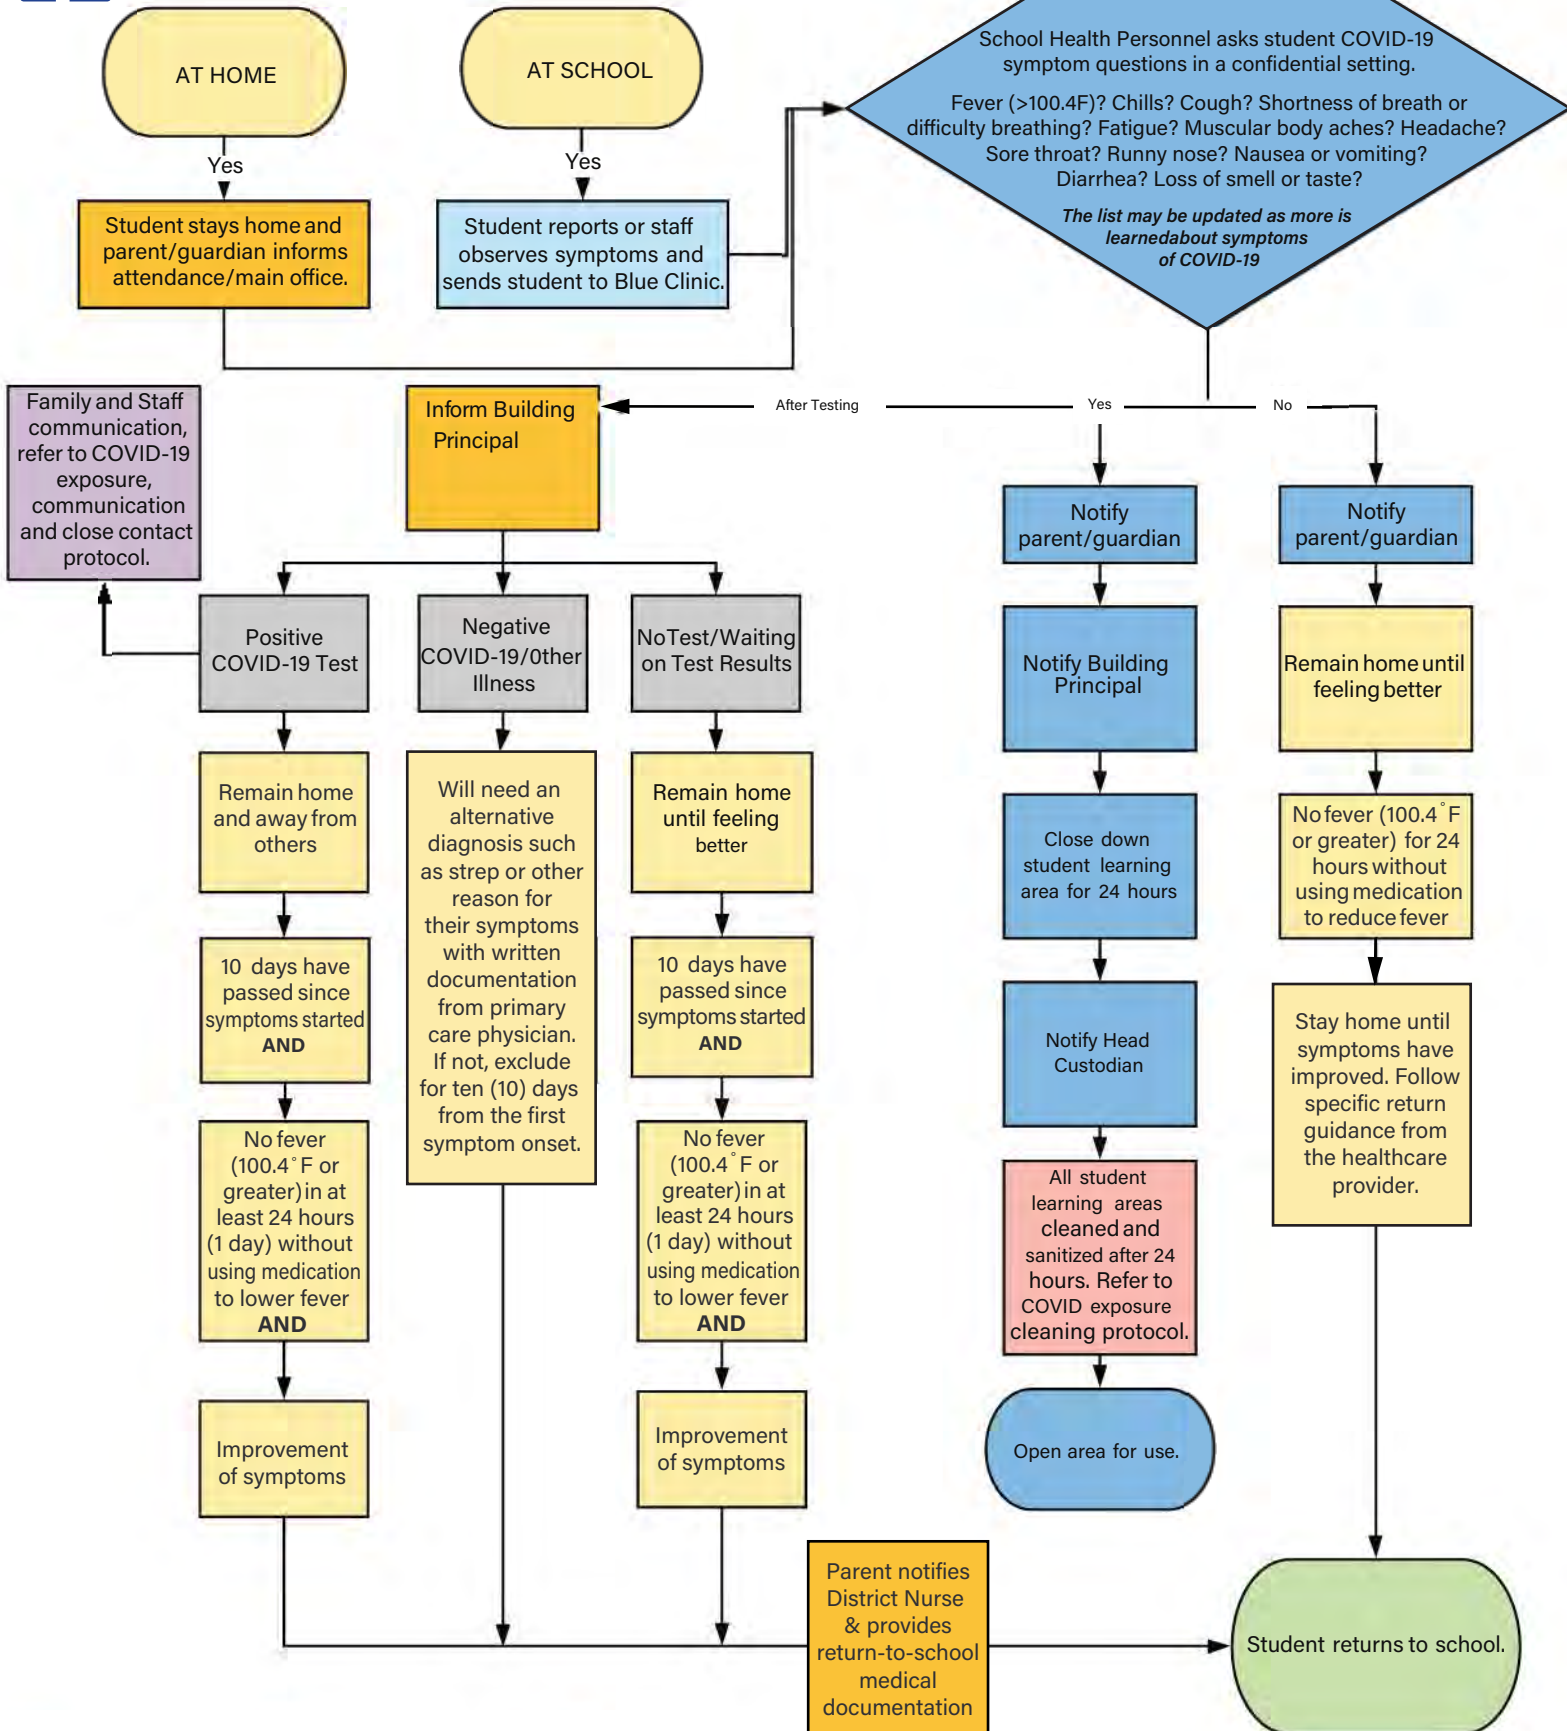 AT HOME
Yes
Student stays home and
parent/guardian informs
attendance/main office.
AT SCHOOL
Yes
Student reports or staff
observes symptoms and
sends student to Blue Clinic.
School Health Personnel asks student COVID-19
symptom questions in a confidential setting.
Fever (>100.4F)? Chills? Cough? Shortness of breath or
difficulty breathing? Fatigue? Muscular body aches? Headache?
Sore throat? Runny nose? Nausea or vomiting?
Diarrhea? Loss of smell or taste?
The list may be updated as more is
learnedabout symptoms
of COVID-19
After Testing
Yes
No
Family and Staff
communication,
refer to COVID-19
exposure,
communication
and close contact
protocol.
Inform Building
Principal
Positive
COVID-19 Test
Remain home
and away from
others
10 days have
passed since
symptoms started
AND
No fever
(100.4°F or
greater) in at
least 24 hours
(1 day) without
using medication
to lower fever
AND
Improvement
of symptoms
Negative
COVID-19/0ther
Illness
Will need an
alternative
diagnosis such
as strep or other
reason for
their symptoms
with written
documentation
from primary
care physician.
If not, exclude
for ten (10) days
from the first
symptom onset.
No Test/Waiting
on Test Results
Remain home
until feeling
better
10 days have
passed since
symptoms started
AND
No fever
(100.4°F or
greater) in at
least 24 hours
(1 day) without
using medication
to lower fever
AND
Improvement
of symptoms
Notify
parent/guardian
Notify Building
Principal
Close down
student learning
area for 24 hours
Notify Head
Custodian
All student
learning areas
cleaned and
sanitized after 24
hours. Refer to
COVID exposure
cleaning protocol.
Open area for use.
Notify
parent/guardian
Remain home until
feeling better
No fever (100.4°F
or greater) for 24
hours without
using medication
to reduce fever
Stay home until
symptoms have
improved. Follow
specific return
guidance from
the healthcare
provider.
Parent notifies
District Nurse
& provides
return-to-school
medical
documentation
Student returns to school.